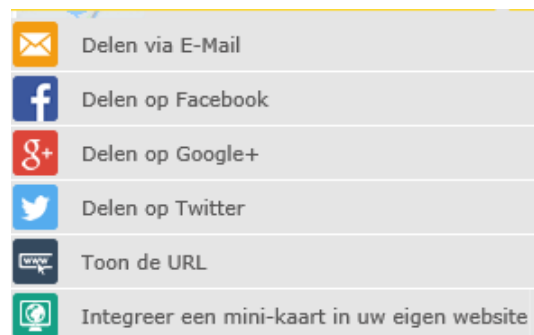 Delen via E-Mail
f Delen op Facebook
g+ Delen op Google+
Delen op Twitter
www Toon de URL
Integreer een mini-kaart in uw eigen website